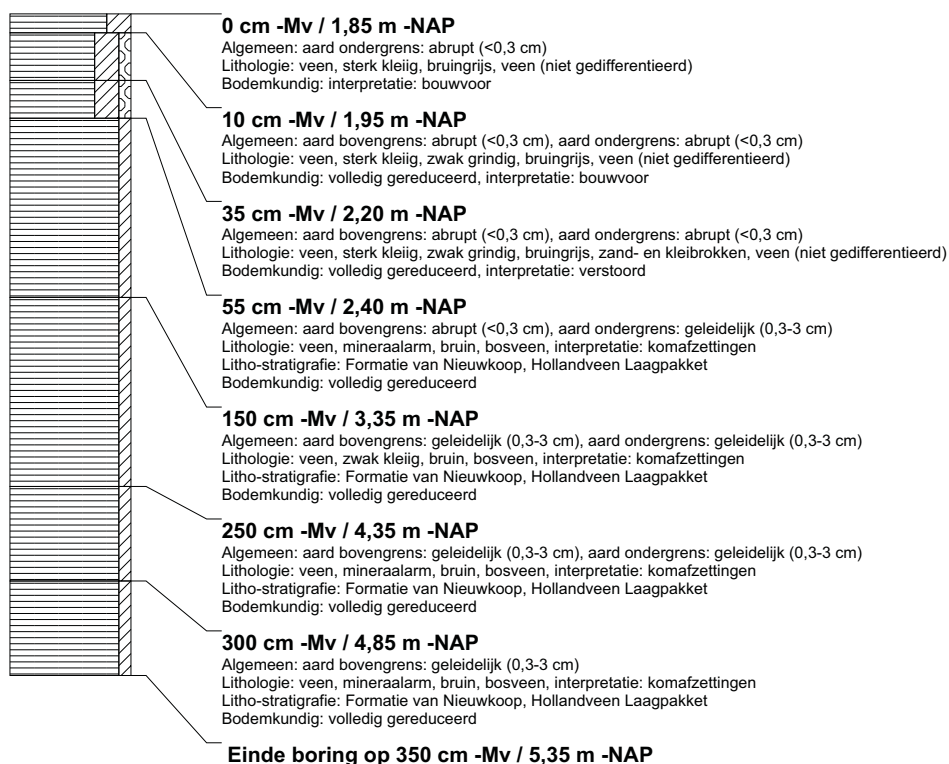 0 cm -Mv / 1,85 m -NAP
Algemeen: aard ondergrens: abrupt (<0,3 cm)
Lithologie: veen, sterk kleiig, bruingrijs, veen (niet gedifferentieerd)
Bodemkundig: interpretatie: bouwvoor
10 cm -Mv / 1,95 m -NAP
Algemeen: aard bovengrens: abrupt (<0,3 cm), aard ondergrens: abrupt (<0,3 cm)
Lithologie: veen, sterk kleiig, zwak grindig, bruingrijs, veen (niet gedifferentieerd)
Bodemkundig: volledig gereduceerd, interpretatie: bouwvoor
35 cm -Mv / 2,20 m -NAP
Algemeen: aard bovengrens: abrupt (<0,3 cm), aard ondergrens: abrupt (<0,3 cm)
Lithologie: veen, sterk kleiig, zwak grindig, bruingrijs, zand- en kleibrokken, veen (niet gedifferentieerd)
Bodemkundig: volledig gereduceerd, interpretatie: verstoord
55 cm -Mv / 2,40 m -NAP
Algemeen: aard bovengrens: abrupt (<0,3 cm), aard ondergrens: geleidelijk (0,3-3 cm)
Lithologie: veen, mineraalarm, bruin, bosveen, interpretatie: komafzettingen
Litho-stratigrafie: Formatie van Nieuwkoop, Hollandveen Laagpakket
Bodemkundig: volledig gereduceerd
150 cm -Mv / 3,35 m -NAP
Algemeen: aard bovengrens: geleidelijk (0,3-3 cm), aard ondergrens: geleidelijk (0,3-3 cm)
Lithologie: veen, zwak kleiig, bruin, bosveen, interpretatie: komafzettingen
Litho-stratigrafie: Formatie van Nieuwkoop, Hollandveen Laagpakket
Bodemkundig: volledig gereduceerd
250 cm -Mv / 4,35 m -NAP
Algemeen: aard bovengrens: geleidelijk (0,3-3 cm), aard ondergrens: geleidelijk (0,3-3 cm)
Lithologie: veen, mineraalarm, bruin, bosveen, interpretatie: komafzettingen
Litho-stratigrafie: Formatie van Nieuwkoop, Hollandveen Laagpakket
Bodemkundig: volledig gereduceerd
300 cm -Mv / 4,85 m -NAP
Algemeen: aard bovengrens: geleidelijk (0,3-3 cm)
Lithologie: veen, mineraalarm, bruin, bosveen, interpretatie: komafzettingen
Litho-stratigrafie: Formatie van Nieuwkoop, Hollandveen Laagpakket
Bodemkundig: volledig gereduceerd
Einde boring op 350 cm -Mv / 5,35 m -NAP